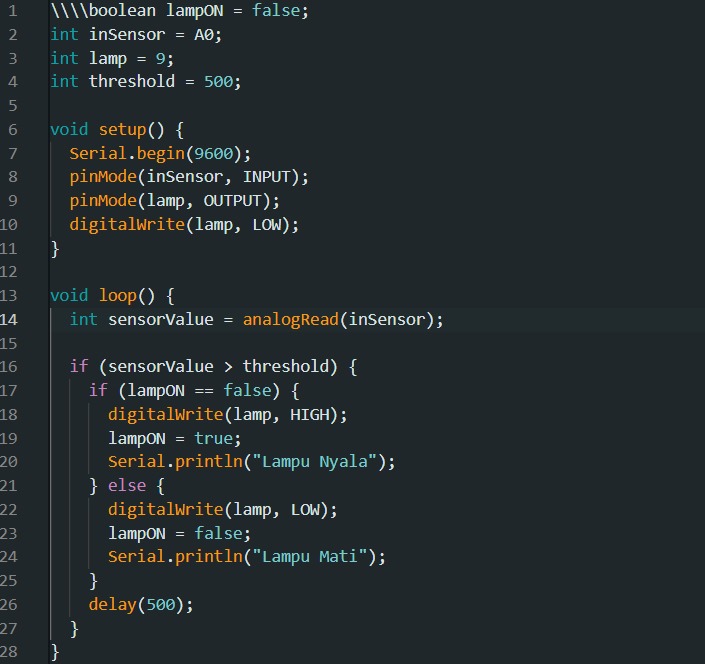 1 \\\\boolean lampON = false;
2 int inSensor = A0;
3 int lamp = 9;
4 int threshold = 500;
5
6 void setup() {
7   Serial.begin(9600);
8   pinMode(inSensor, INPUT);
9   pinMode(lamp, OUTPUT);
10   digitalWrite(lamp, LOW);
11 }
12
13 void loop() {
14   int sensorValue = analogRead(inSensor);
15
16   if (sensorValue > threshold) {
17     if (lampON == false) {
18       digitalWrite(lamp, HIGH);
19       lampON = true;
20       Serial.println("Lampu Nyala");
21     } else {
22       digitalWrite(lamp, LOW);
23       lampON = false;
24       Serial.println("Lampu Mati");
25     }
26     delay(500);
27   }
28 }